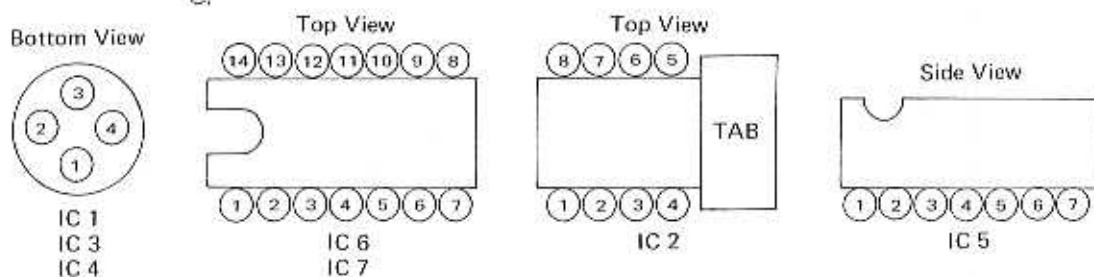 Bottom View
3
2 4
1
IC 1
IC 3
IC 4
Top View
14 13 12 11 10 9 8
1 2 3 4 5 6 7
IC 6
IC 7
Top View
8 7 6 5
TAB
1 2 3 4
IC 2
Side View
1 2 3 4 5 6 7
IC 5